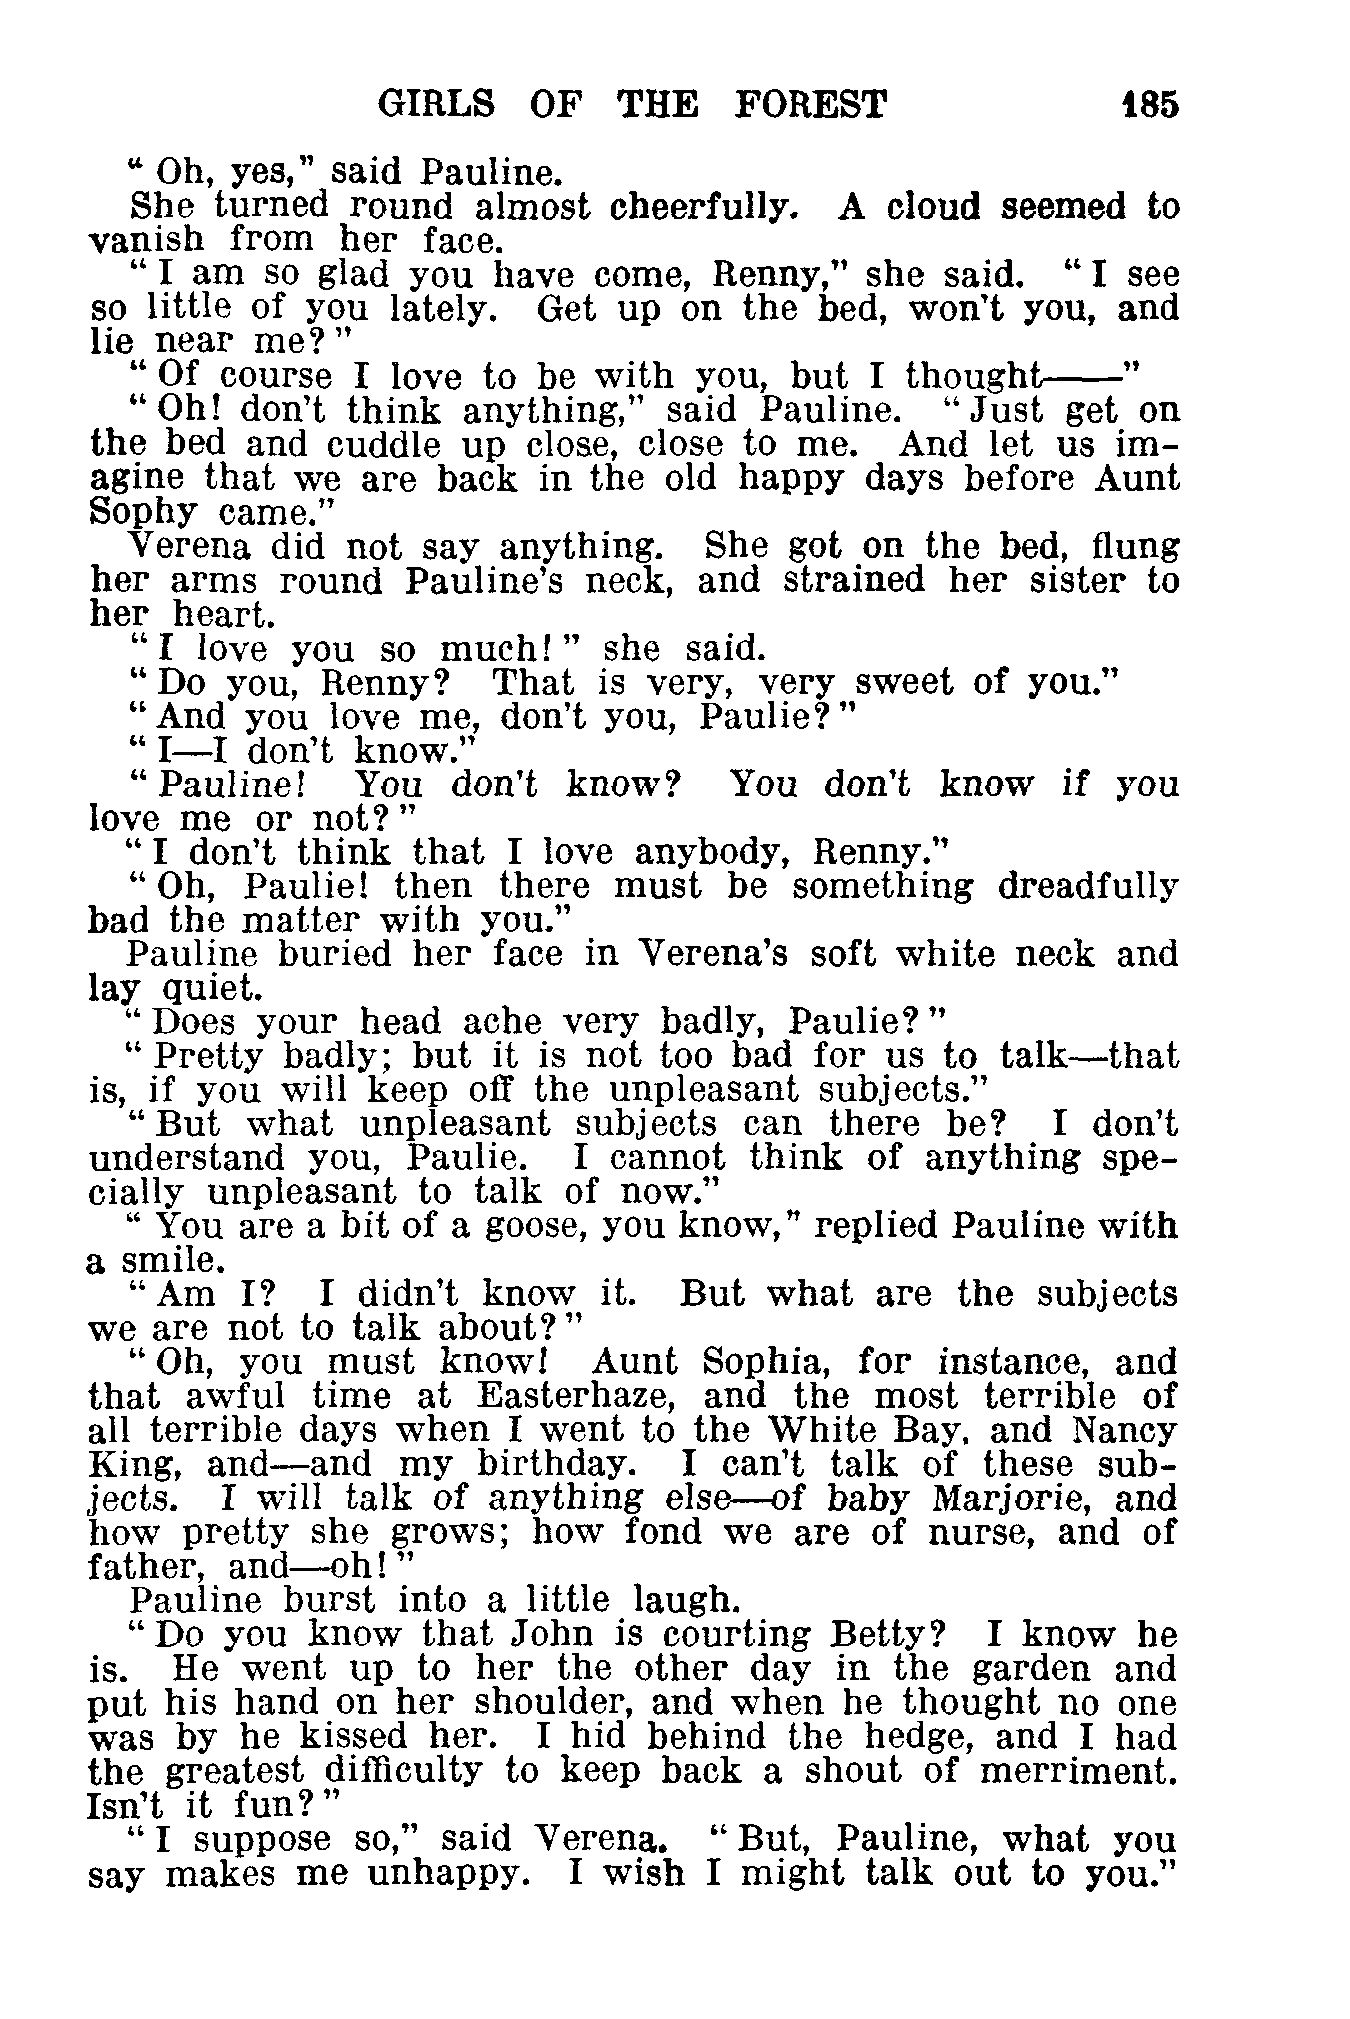 GIRLS OF THE FOREST 185
“ Oh, yes,” said Pauline.
She turned round almost cheerfully. A cloud seemed to
vanish from her face.
“ I am so glad you have come, Renny,” she said. “ I see
so little of you lately. Get up on the bed, won’t you, and
lie near me? ”
“ Of course I love to be with you, but I thought——”
“ Oh! don’t think anything,” said Pauline. “ Just get on
the bed and cuddle up close, close to me. And let us im-
agine that we are back in the old happy days before Aunt
Sophy came.”
Verena did not say anything. She got on the bed, flung
her arms round Pauline’s neck, and strained her sister to
her heart.
“ I love you so much! ” she said.
“ Do you, Renny? That is very, very sweet of you.”
“ And you love me, don’t you, Paulie? ”
“ I—I don’t know.”
“ Pauline! You don’t know? You don’t know if you
love me or not? ”
“ I don’t think that I love anybody, Renny.”
“ Oh, Paulie! then there must be something dreadfully
bad the matter with you.”
Pauline buried her face in Verena’s soft white neck and
lay quiet.
“ Does your head ache very badly, Paulie? ”
“ Pretty badly; but it is not too bad for us to talk—that
is, if you will keep off the unpleasant subjects.”
“ But what unpleasant subjects can there be? I don’t
understand you, Paulie. I cannot think of anything spe-
cially unpleasant to talk of now.”
“ You are a bit of a goose, you know,” replied Pauline with
a smile.
“ Am I? I didn’t know it. But what are the subjects
we are not to talk about? ”
“ Oh, you must know! Aunt Sophia, for instance, and
that awful time at Easterhaze, and the most terrible of
all terrible days when I went to the White Bay, and Nancy
King, and—and my birthday. I can’t talk of these sub-
jects. I will talk of anything else—of baby Marjorie, and
how pretty she grows; how fond we are of nurse, and of
father, and—oh! ”
Pauline burst into a little laugh.
“ Do you know that John is courting Betty? I know he
is. He went up to her the other day in the garden and
put his hand on her shoulder, and when he thought no one
was by he kissed her. I hid behind the hedge, and I had
the greatest difficulty to keep back a shout of merriment.
Isn’t it fun? ”
“ I suppose so,” said Verena. “ But, Pauline, what you
say makes me unhappy. I wish I might talk out to you.”